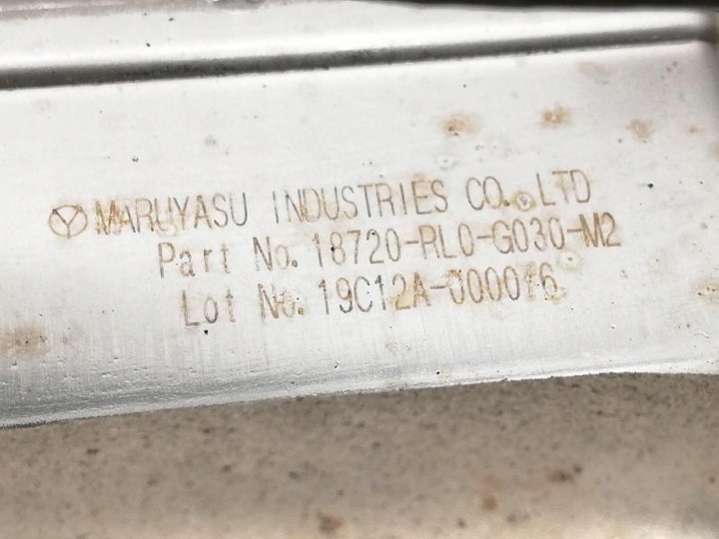 MARUYASU INDUSTRIES CO. LTD
Part No. 18720-RL0-G030-M2
Lot No. 19C12A-000016